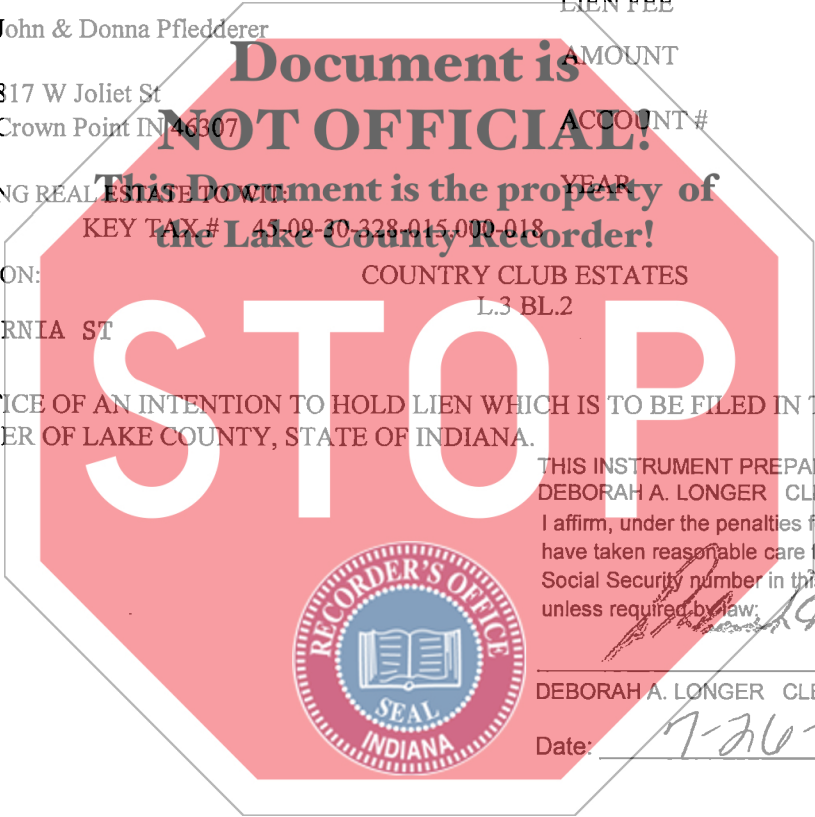 LIEN FEE
John & Donna Pfledderer
Document is
AMOUNT
817 W Joliet St
NOT OFFICIAL!
Crown Point IN 46307
ACCOUNT #
This Document is the property of
NG REAL ESTATE TO WIT:
YEAR
KEY TAX # 45-09-30-328-015.000-018
the Lake County Recorder!
ON:
COUNTRY CLUB ESTATES
L.3 BL.2
RNIA ST
STOP
TICE OF AN INTENTION TO HOLD LIEN WHICH IS TO BE FILED IN T
ER OF LAKE COUNTY, STATE OF INDIANA.
THIS INSTRUMENT PREPA
DEBORAH A. LONGER CLE
I affirm, under the penalties f
have taken reasonable care t
Social Security number in this
unless required by law;
RECORDER'S OFFICE
SEAL
INDIANA
DEBORAH A. LONGER CLE
Date: 7-26-